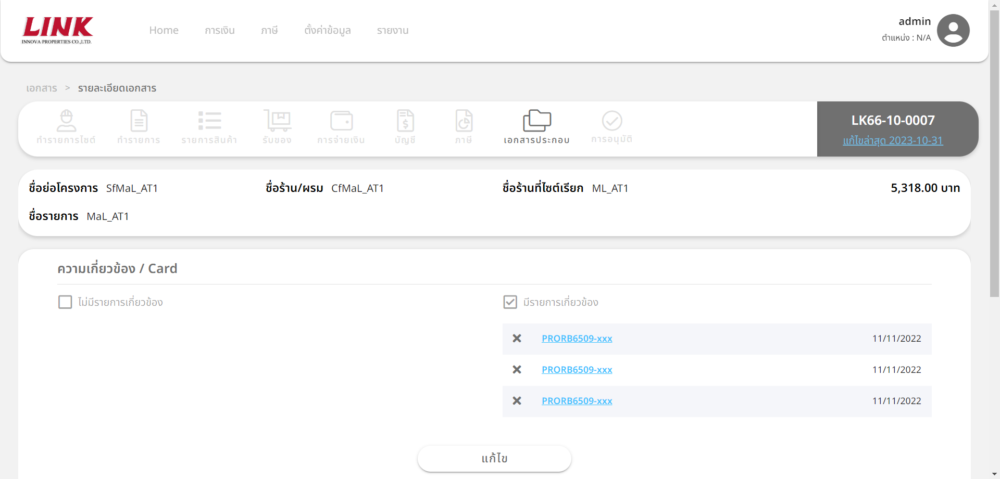 LINK
INNOVA PROPERTIES CO.,LTD.
Home การเงิน ภาษี ตั้งค่าข้อมูล รายงาน
admin
ตำแหน่ง : N/A
เอกสาร > รายละเอียดเอกสาร
ทำรายการไซต์ ทำรายการ รายการสินค้า รับของ การจ่ายเงิน บัญชี ภาษี เอกสารประกอบ การอนุมัติ
LK66-10-0007
แก้ไขล่าสุด 2023-10-31
ชื่อย่อโครงการ SfMaL_AT1 ชื่อร้าน/ผรม CfMaL_AT1 ชื่อร้านที่ไซต์เรียก ML_AT1 5,318.00 บาท
ชื่อรายการ MaL_AT1
ความเกี่ยวข้อง / Card
ไม่มีรายการเกี่ยวข้อง มีรายการเกี่ยวข้อง
PRORB6509-xxx 11/11/2022
PRORB6509-xxx 11/11/2022
PRORB6509-xxx 11/11/2022
แก้ไข